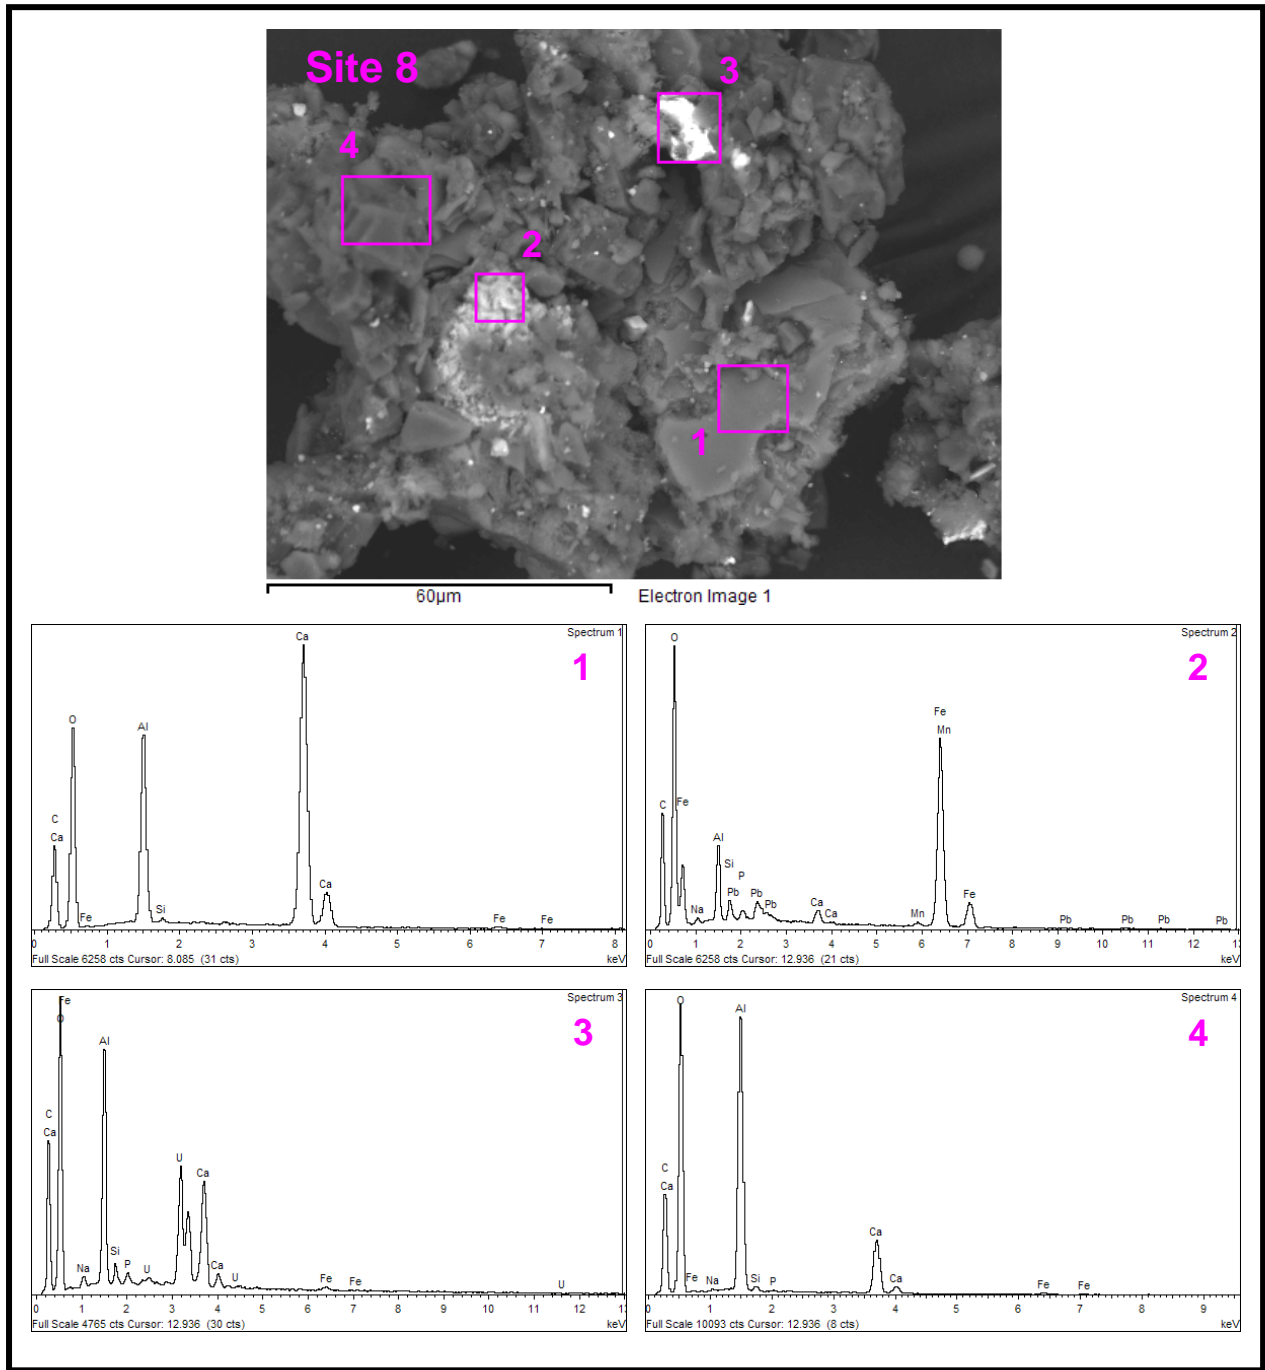 Site 8
3
4
2
1
60µm
Electron Image 1
Spectrum 1
1
Ca
O
Al
C
Ca
Ca
Fe
Si
Fe
Fe
0 1 2 3 4 5 6 7 8
Full Scale 6258 cts Cursor: 8.085 (31 cts)
keV
Spectrum 2
2
O
Fe
Mn
C
Fe
Al
Si
P
Pb
Pb
Ca
Fe
Na
Ca
Mn
Pb
Pb
Pb
Pb
0 1 2 3 4 5 6 7 8 9 10 11 12 1
Full Scale 6258 cts Cursor: 12.936 (21 cts)
keV
Spectrum 3
3
Fe
O
Al
C
Ca
U
Ca
Si
Na
P
U
Ca
U
Fe
Fe
U
0 1 2 3 4 5 6 7 8 9 10 11 12 13
Full Scale 4765 cts Cursor: 12.936 (30 cts)
keV
Spectrum 4
4
O
Al
C
Ca
Ca
Fe
Na
Si
P
Ca
Fe
Fe
0 1 2 3 4 5 6 7 8 9
Full Scale 10093 cts Cursor: 12.936 (8 cts)
keV